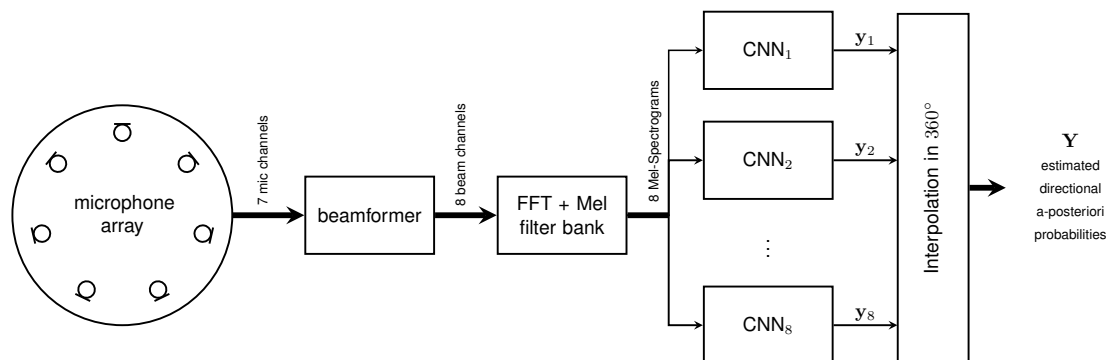 microphone
array
7 mic channels
beamformer
8 beam channels
FFT + Mel
filter bank
8 Mel-Spectrograms
CNN₁
y₁
CNN₂
y₂
⋮
CNN₈
y₈
Interpolation in 360°
Y
estimated
directional
a-posteriori
probabilities